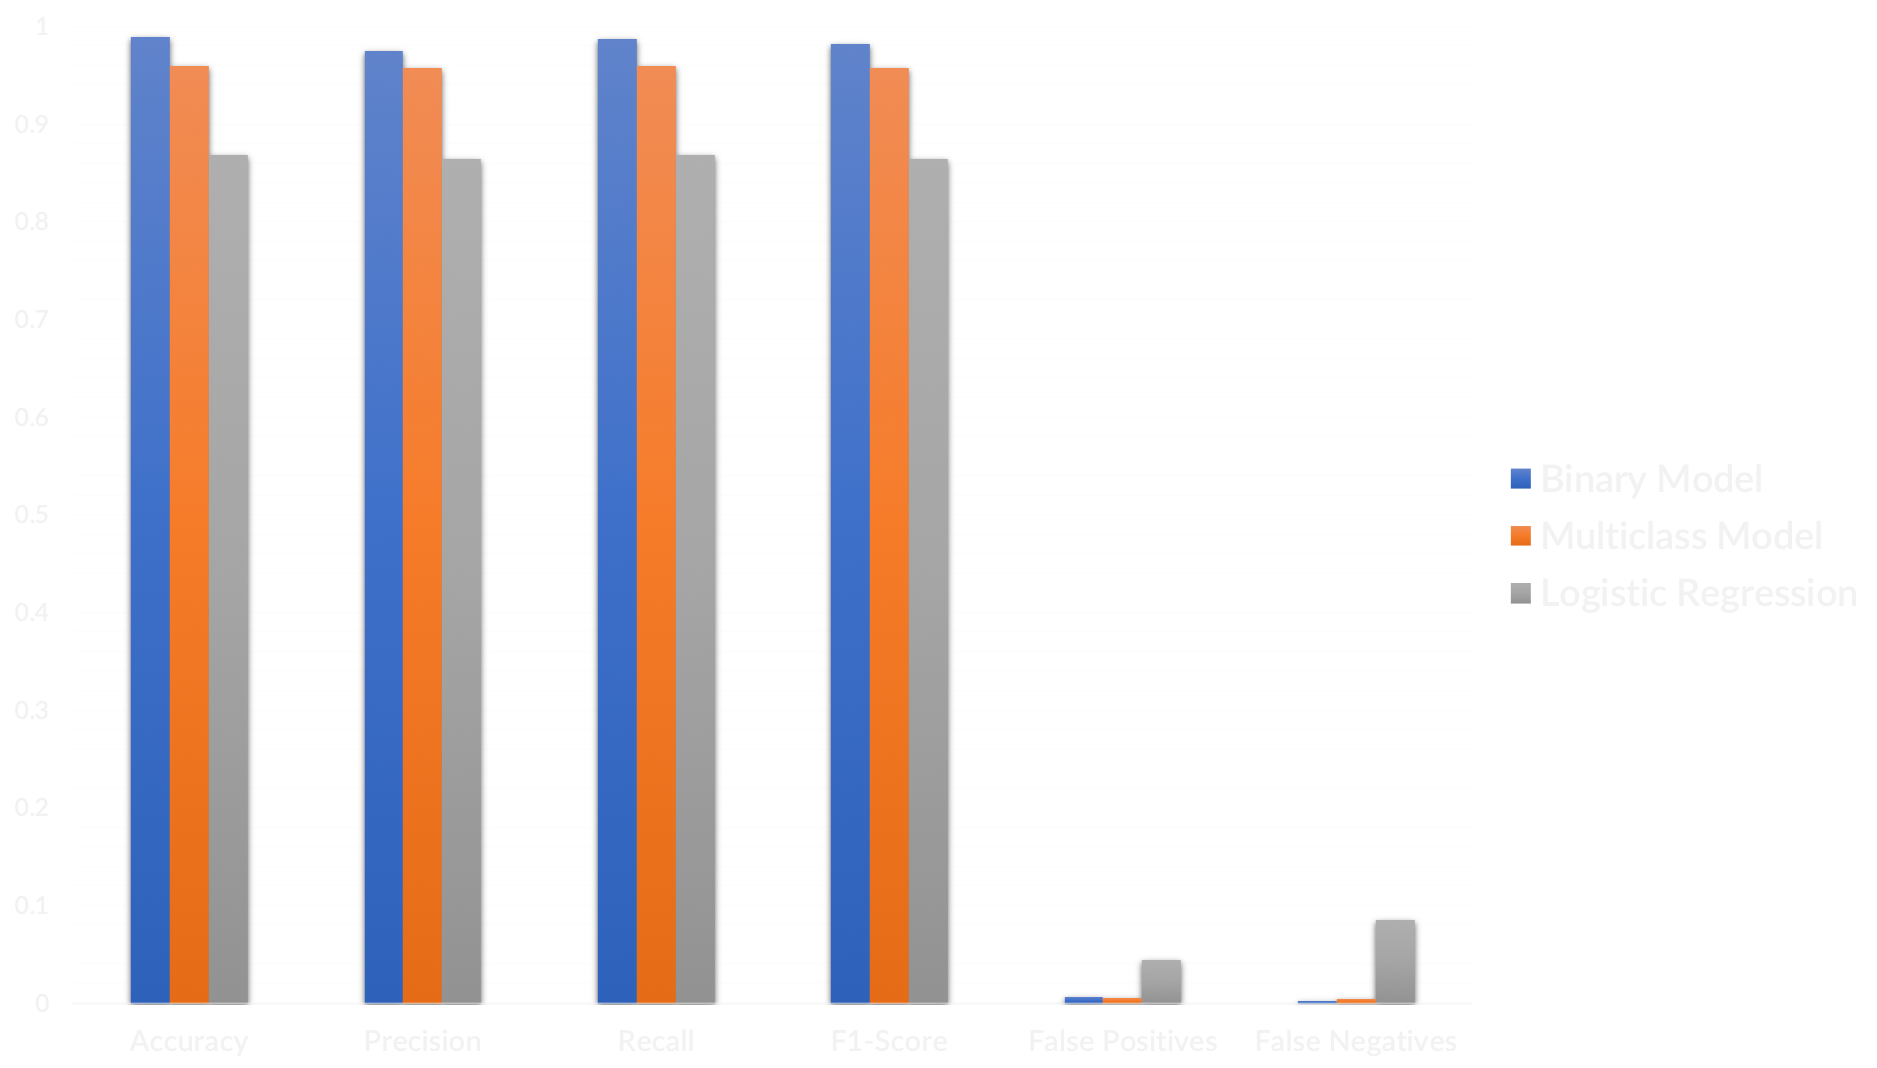 1
0.9
0.8
0.7
0.6
0.5
0.4
0.3
0.2
0.1
0
Accuracy Precision Recall F1-Score False Positives False Negatives
Binary Model
Multiclass Model
Logistic Regression